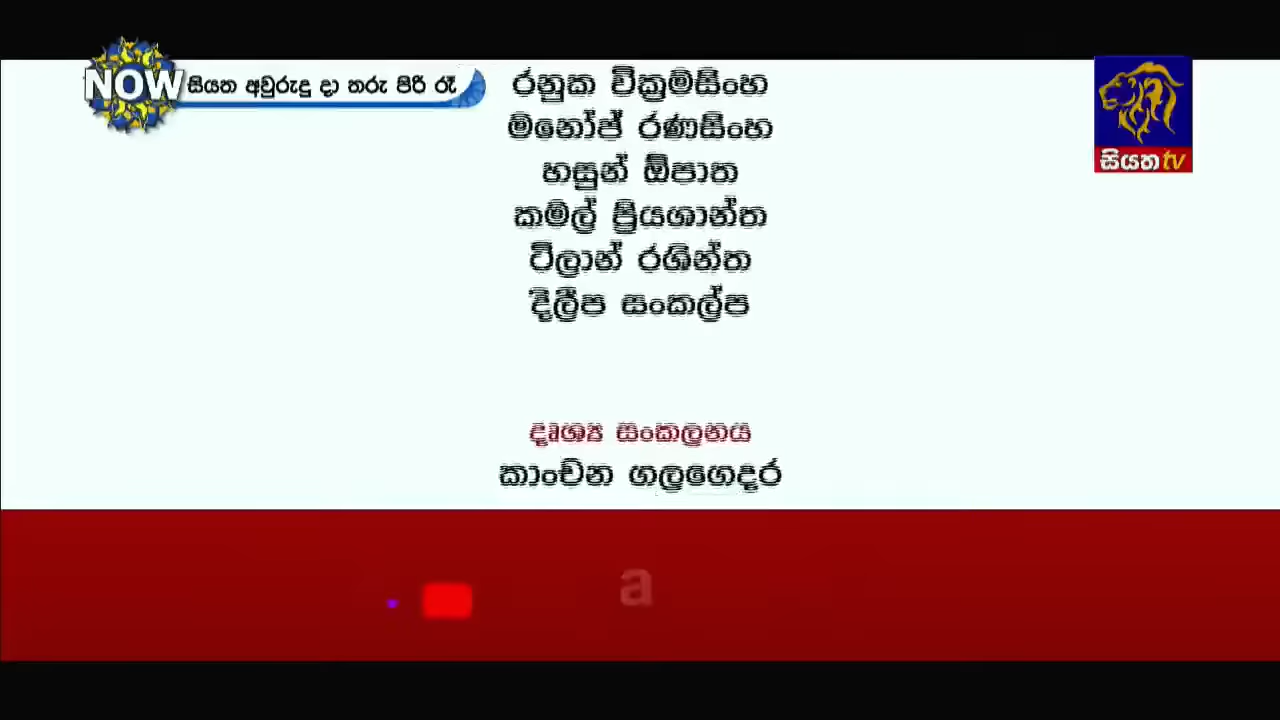 NOW සියත අවුරුදු දා තරු පිරි රෑ
රනුක වික්‍රමසිංහ
මනෝජ් රණසිංහ
හසුන් ඕපාත
කමල් ප්‍රියශාන්ත
ටිලාන් රශින්ත
දිලීප සංකල්ප
සියත tv
දෘශ්‍ය සංකලනය
කාංචන ගලගෙදර
a